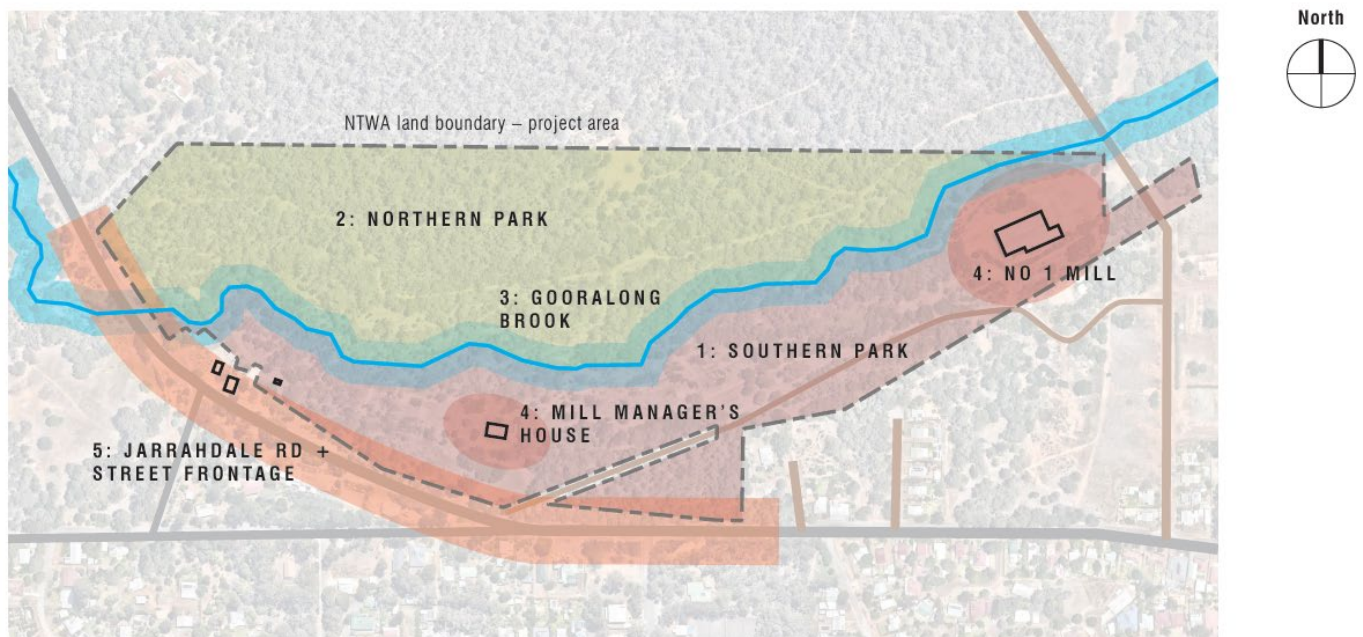 North
NTWA land boundary – project area
2: NORTHERN PARK
4: NO 1 MILL
3: GOORALONG
BROOK
1: SOUTHERN PARK
4: MILL MANAGER'S
HOUSE
5: JARRAHDALE RD +
STREET FRONTAGE